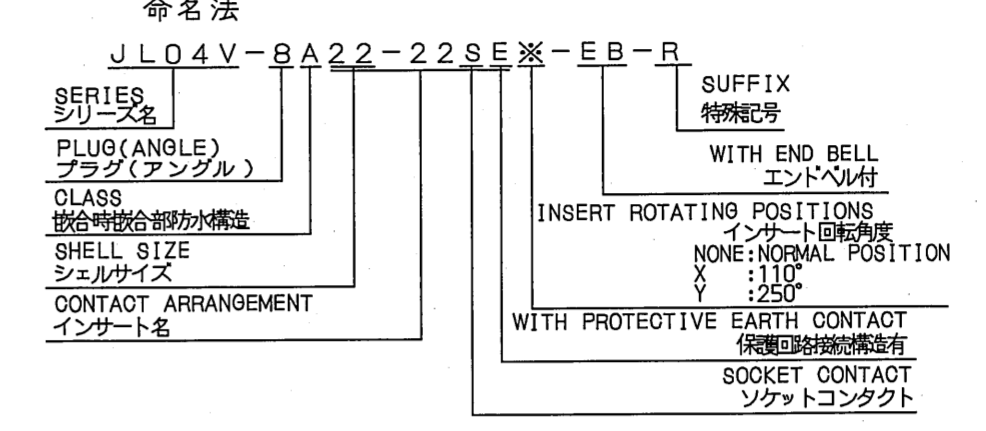 命名法
JL04V-8A22-22SE※-EB-R
SERIES
シリーズ名
PLUG(ANGLE)
プラグ(アングル)
CLASS
嵌合時嵌合部防水構造
SHELL SIZE
シェルサイズ
CONTACT ARRANGEMENT
インサート名
SUFFIX
特殊記号
WITH END BELL
エンドベル付
INSERT ROTATING POSITIONS
インサート回転角度
NONE:NORMAL POSITION
X :110°
Y :250°
WITH PROTECTIVE EARTH CONTACT
保護回路接続構造有
SOCKET CONTACT
ソケットコンタクト